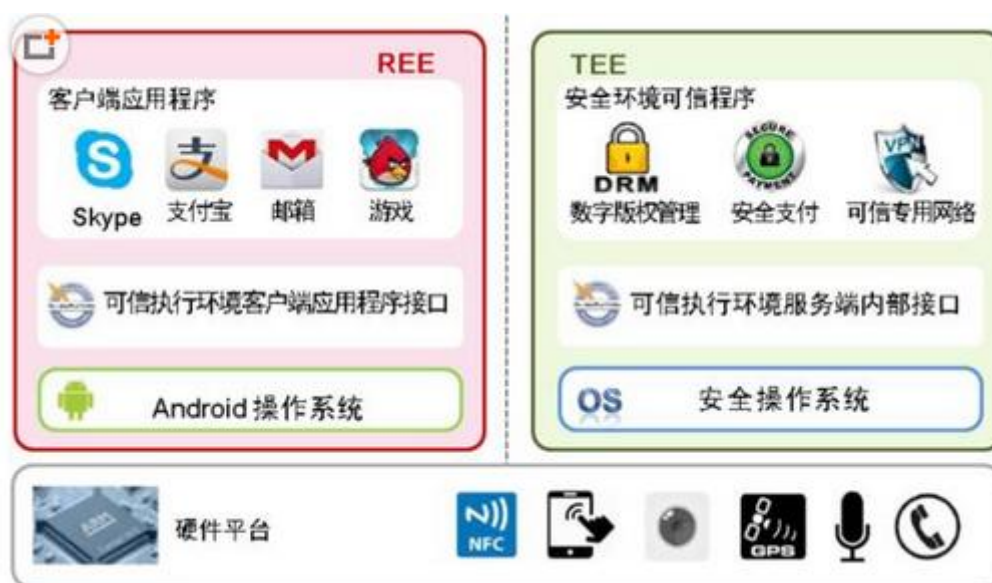 REE
客户端应用程序
Skype
支付宝
邮箱
游戏
可信执行环境客户端应用程序接口
Android 操作系统
TEE
安全环境可信程序
DRM
数字版权管理
SECURE
PAYMENT
安全支付
VPN
可信专用网络
可信执行环境服务端内部接口
OS
安全操作系统
ARM
硬件平台
NFC
GPS